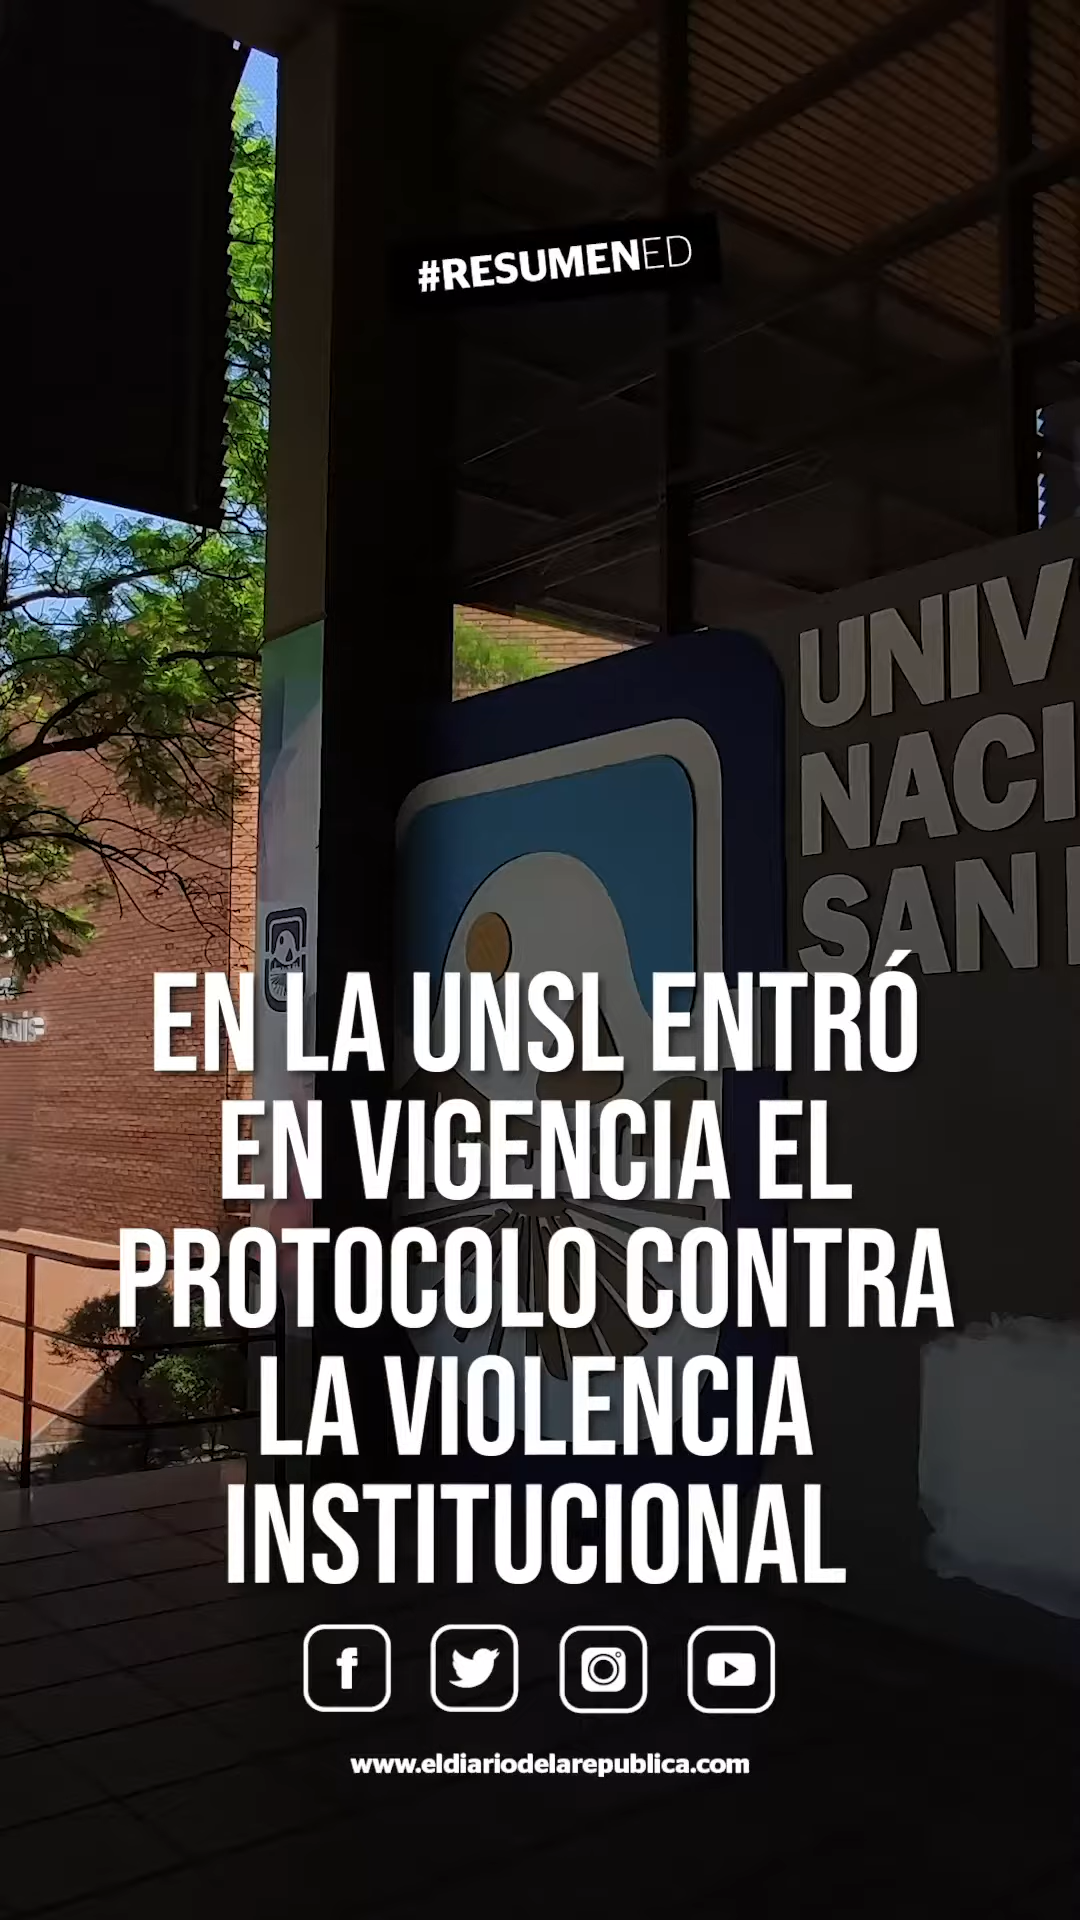 #RESUMENED
UNIV
NACI
SAN
EN LA UNSL ENTRÓ
EN VIGENCIA EL
PROTOCOLO CONTRA
LA VIOLENCIA
INSTITUCIONAL
www.eldiariodelarepublica.com